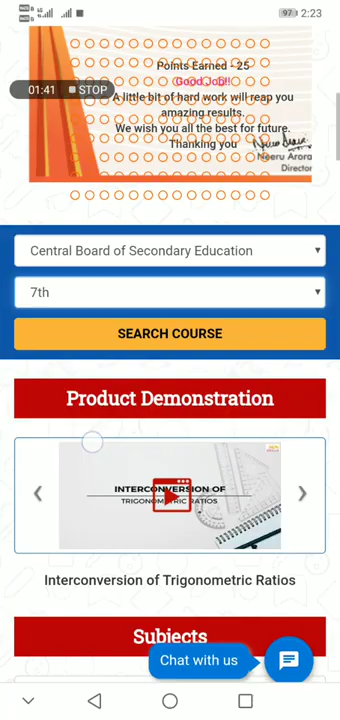 97 2:23
Points Earned - 25
Good Job!!
01:41 STOP
A little bit of hard work will reap you
amazing results.
We wish you all the best for future.
Thanking you
Neeru Arora
Director
Central Board of Secondary Education
7th
SEARCH COURSE
Product Demonstration
INTERCONVERSION OF
TRIGONOMETRIC RATIOS
Interconversion of Trigonometric Ratios
Subjects
Chat with us